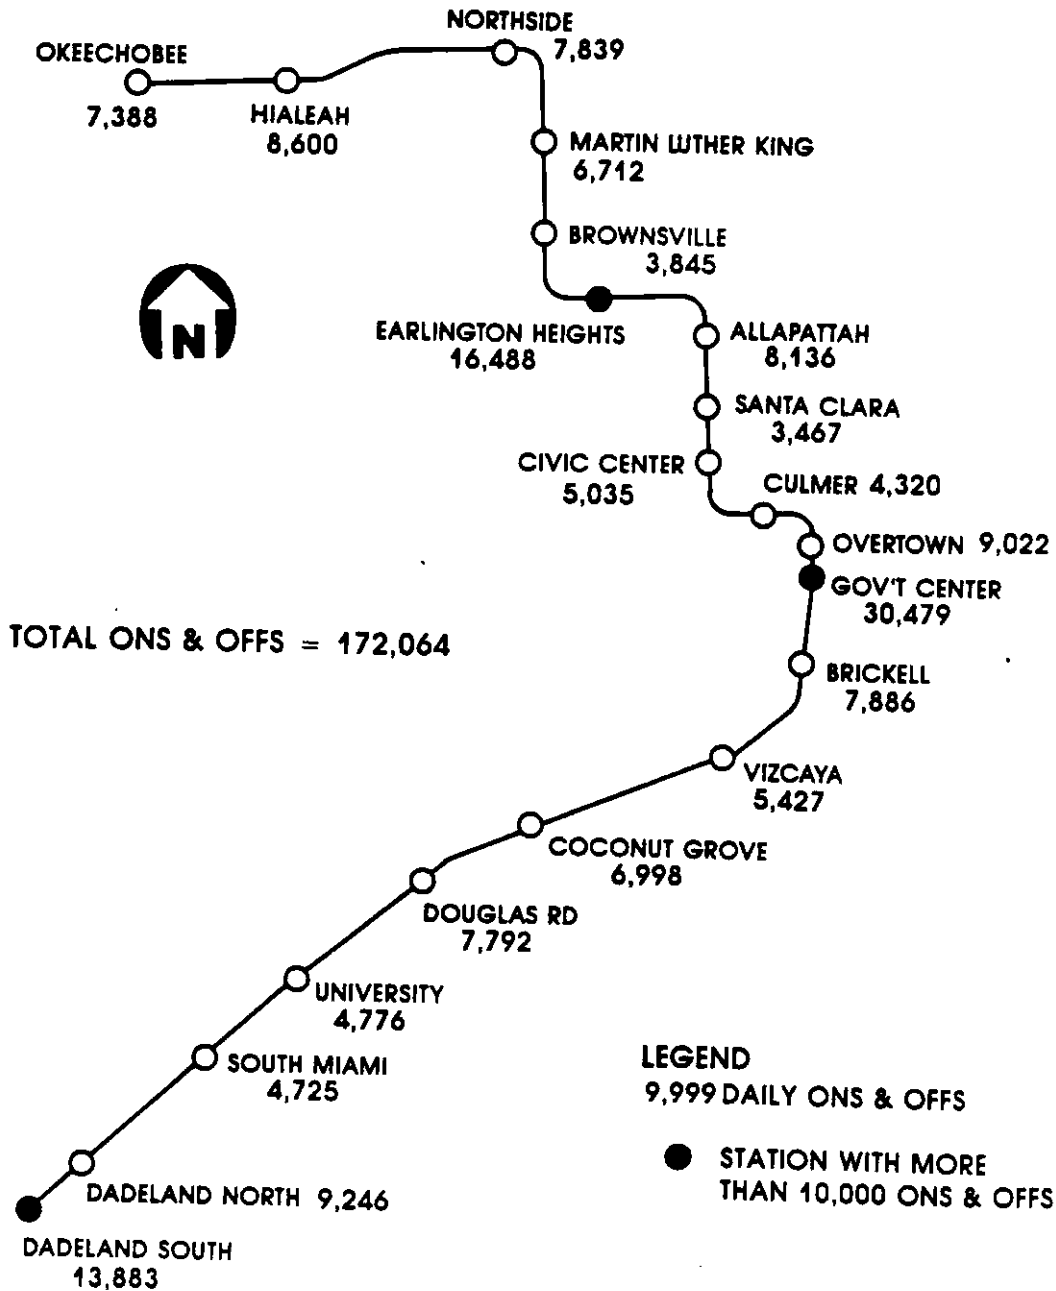 NORTHSIDE
7,839
OKEECHOBEE
7,388
HIALEAH
8,600
MARTIN LUTHER KING
6,712
BROWNSVILLE
3,845
N
EARLINGTON HEIGHTS
16,488
ALLAPATTAH
8,136
SANTA CLARA
3,467
CIVIC CENTER
5,035
CULMER 4,320
OVERTOWN 9,022
GOV'T CENTER
30,479
TOTAL ONS & OFFS = 172,064
BRICKELL
7,886
VIZCAYA
5,427
COCONUT GROVE
6,998
DOUGLAS RD
7,792
UNIVERSITY
4,776
SOUTH MIAMI
4,725
DADELAND NORTH 9,246
DADELAND SOUTH
13,883
LEGEND
9,999 DAILY ONS & OFFS
STATION WITH MORE
THAN 10,000 ONS & OFFS